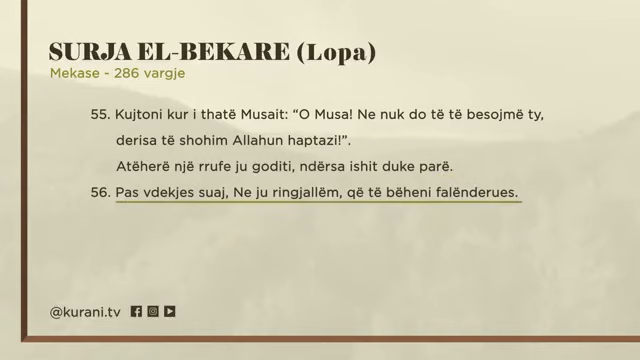 SURJA EL-BEKARE (Lopa)
Mekase - 286 vargje
55. Kujtoni kur i thatë Musait: “O Musa! Ne nuk do të të besojmë ty,
derisa të shohim Allahun haptazi!”.
Atëherë një rrufe ju goditi, ndërsa ishit duke parë.
56. Pas vdekjes suaj, Ne ju ringjallëm, që të bëheni falënderues.
@kurani.tv